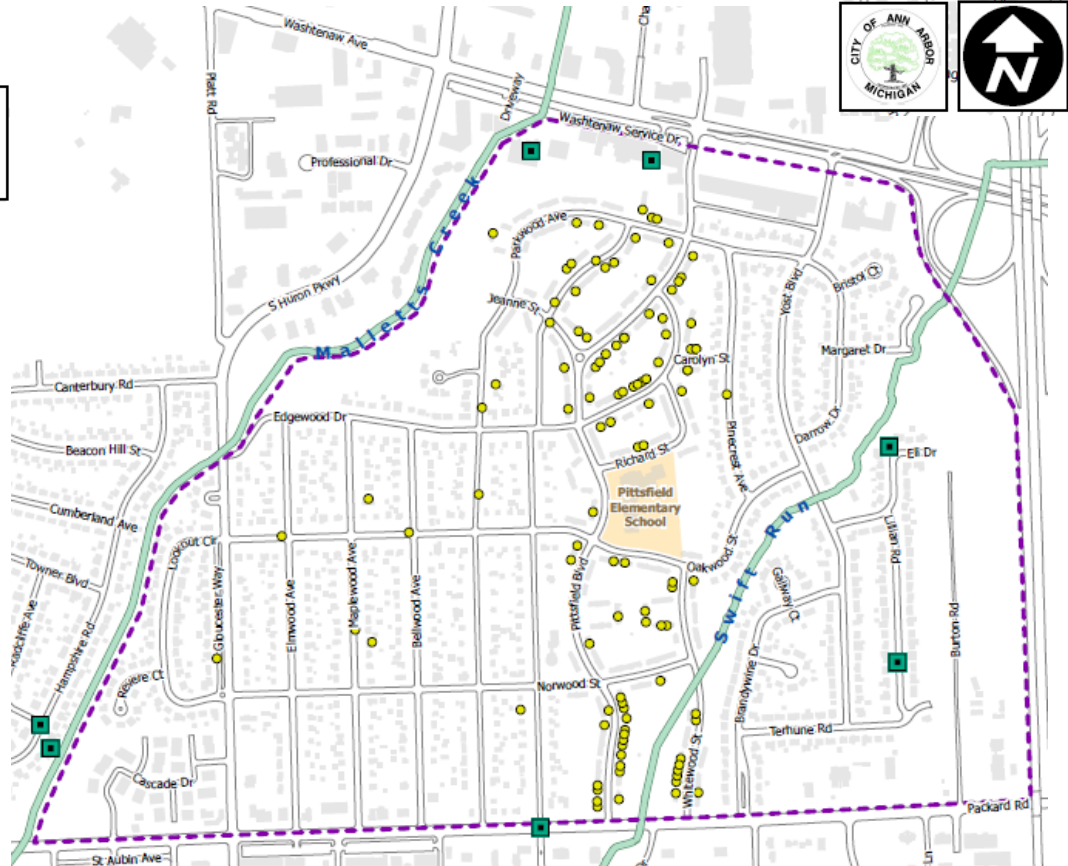 CITY OF ANN ARBOR
MICHIGAN
N
Washtenaw Ave
Platt Rd
Driveway
Washtenaw Service Dr
Professional Dr
Parkwood Ave
Malletts Creek
S Huron Pkwy
Jeanne St
Yost Blvd
Bristol Ct
Margaret Dr
Carolyn St
Canterbury Rd
Edgewood Dr
Beacon Hill St
Darrow Dr
Pinecrest Ave
Eli Dr
Richard St
Pittsfield
Elementary
School
Cumberland Ave
Lookout Cir
Swift Run
Lillian Rd
Towner Blvd
Oakwood St
Galway Ct
Radcliffe Ave
Hampshire Rd
Gloucester Way
Elmwood Ave
Maplewood Ave
Bellwood Ave
Pittsfield Blvd
Burton Rd
Brandywine Dr
Revere Ct
Norwood St
Terhune Rd
Whitewood St
Cascade Dr
Packard Rd
St Aubin Ave